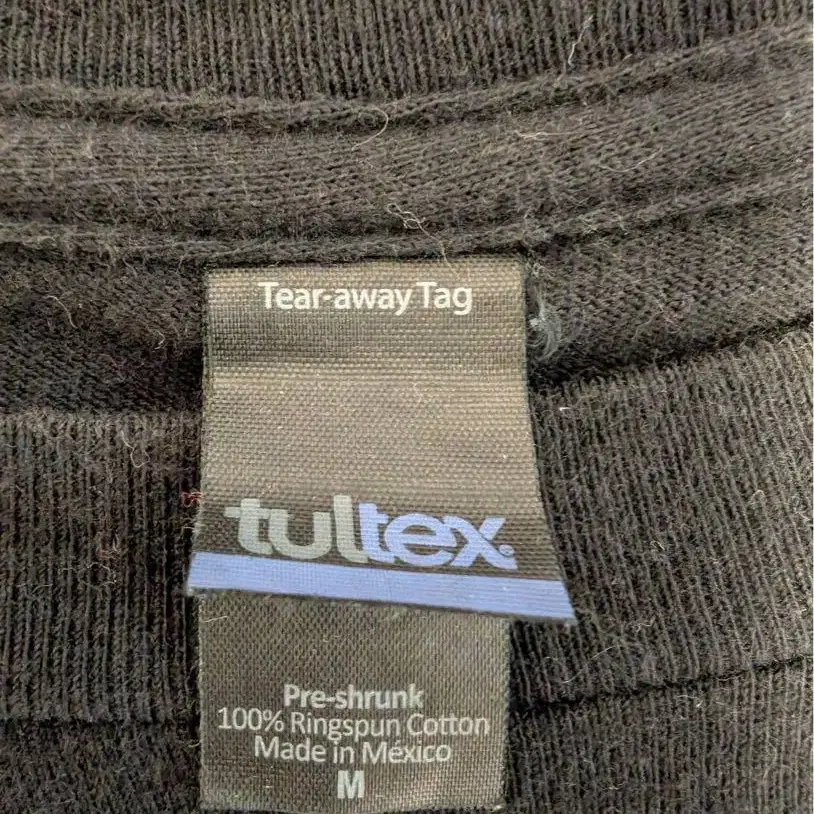 Tear-away Tag
tultex®
Pre-shrunk
100% Ringspun Cotton
Made in México
M